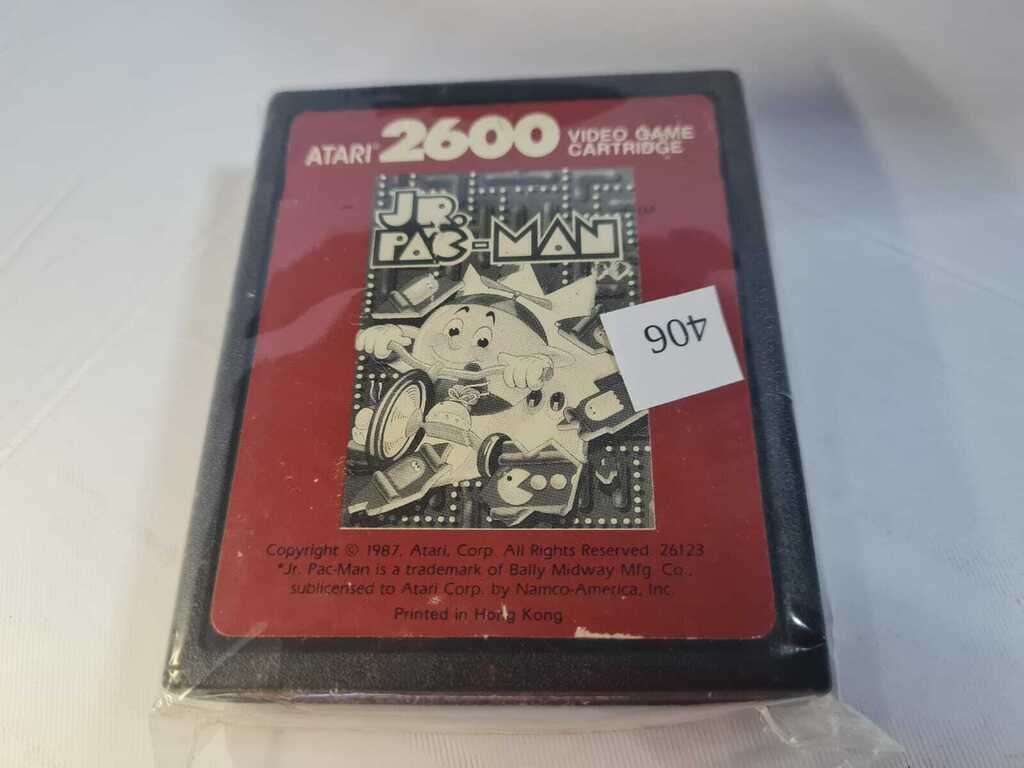 ATARI® 2600 VIDEO GAME
CARTRIDGE
JR.
PAC-MAN
406
Copyright © 1987, Atari, Corp. All Rights Reserved. 26123
*Jr. Pac-Man is a trademark of Bally Midway Mfg. Co.,
sublicensed to Atari Corp. by Namco-America, Inc.
Printed in Hong Kong